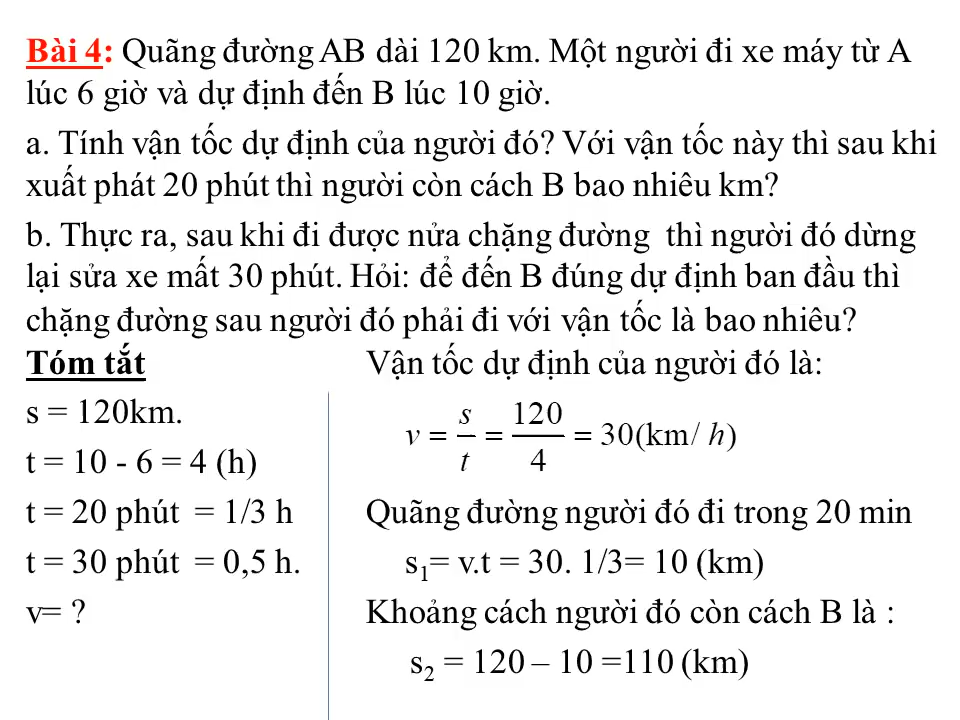 Bài 4: Quãng đường AB dài 120 km. Một người đi xe máy từ A
lúc 6 giờ và dự định đến B lúc 10 giờ.
a. Tính vận tốc dự định của người đó? Với vận tốc này thì sau khi
xuất phát 20 phút thì người còn cách B bao nhiêu km?
b. Thực ra, sau khi đi được nửa chặng đường  thì người đó dừng
lại sửa xe mất 30 phút. Hỏi: để đến B đúng dự định ban đầu thì
chặng đường sau người đó phải đi với vận tốc là bao nhiêu?
Tóm tắt
s = 120km.
t = 10 - 6 = 4 (h)
t = 20 phút  = 1/3 h
t = 30 phút  = 0,5 h.
v= ?
Vận tốc dự định của người đó là:
v = s/t = 120/4 = 30(km/ h)
Quãng đường người đó đi trong 20 min
s₁= v.t = 30. 1/3= 10 (km)
Khoảng cách người đó còn cách B là :
s₂ = 120 – 10 =110 (km)